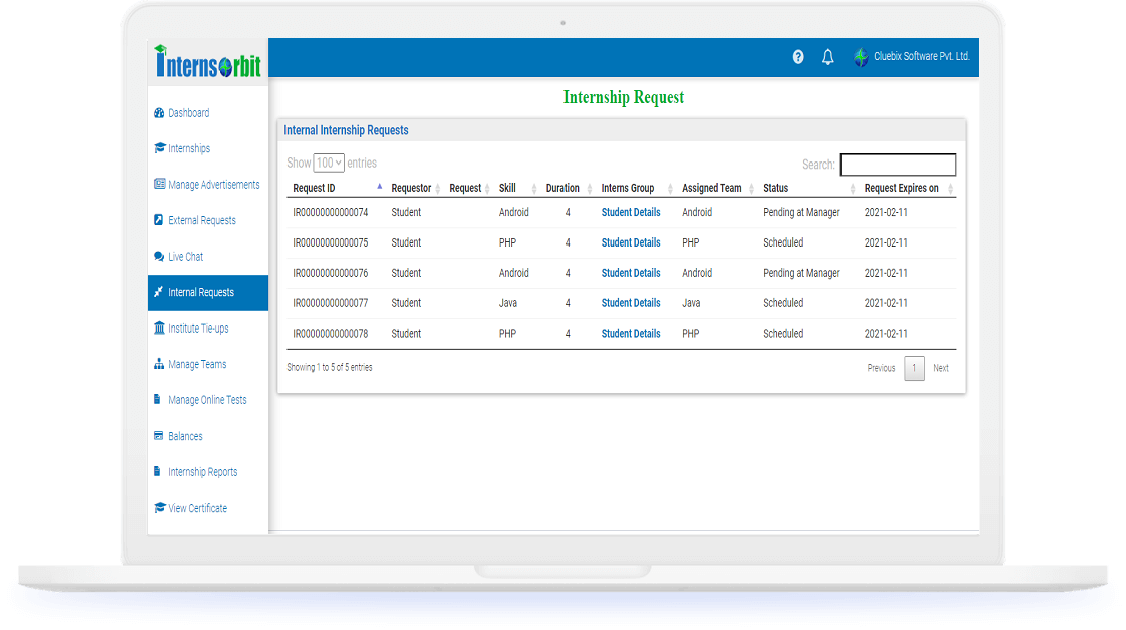 InternsOrbit
Cluebix Software Pvt. Ltd.
Dashboard
Internships
Manage Advertisements
External Requests
Live Chat
Internal Requests
Institute Tie-ups
Manage Teams
Manage Online Tests
Balances
Internship Reports
View Certificate
Internship Request
Internal Internship Requests
Show 100 entries
Search:
Request ID Requestor Request Skill Duration Interns Group Assigned Team Status Request Expires on
IR00000000000074 Student Android 4 Student Details Android Pending at Manager 2021-02-11
IR00000000000075 Student PHP 4 Student Details PHP Scheduled 2021-02-11
IR00000000000076 Student Android 4 Student Details Android Pending at Manager 2021-02-11
IR00000000000077 Student Java 4 Student Details Java Scheduled 2021-02-11
IR00000000000078 Student PHP 4 Student Details PHP Scheduled 2021-02-11
Showing 1 to 5 of 5 entries
Previous 1 Next